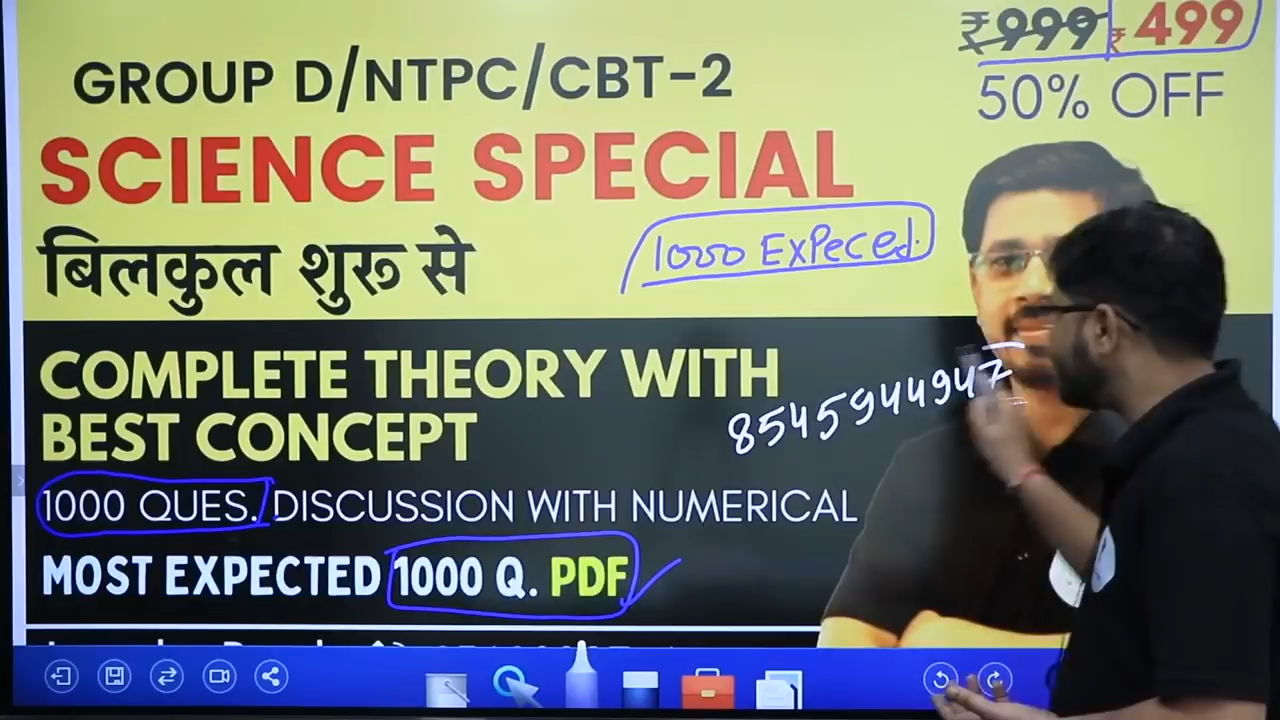 ₹999 ₹499
50% OFF
GROUP D/NTPC/CBT-2
SCIENCE SPECIAL
बिलकुल शुरू से
1000 ExPeced.
COMPLETE THEORY WITH
BEST CONCEPT
8545944947
1000 QUES. DISCUSSION WITH NUMERICAL
MOST EXPECTED 1000 Q. PDF